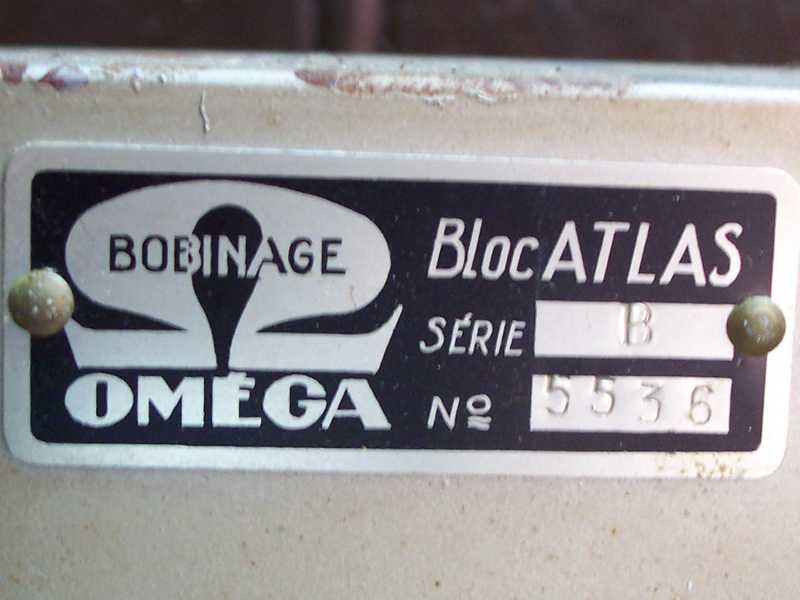 BOBINAGE
OMÉGA
Bloc ATLAS
SÉRIE B
No 5536